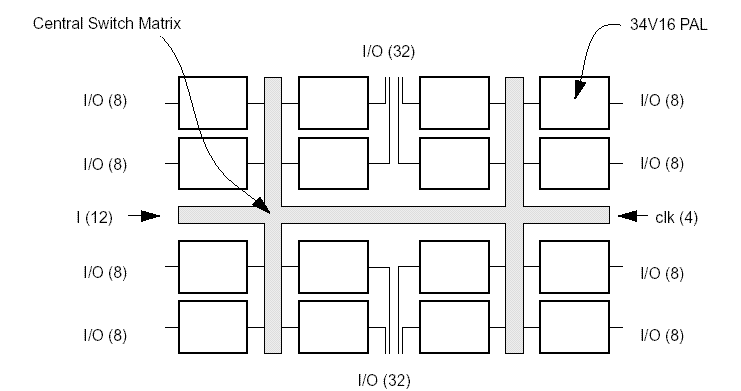 Central Switch Matrix
34V16 PAL
I/O (32)
I/O (8)
I/O (8)
I/O (8)
I/O (8)
I (12)
clk (4)
I/O (8)
I/O (8)
I/O (8)
I/O (8)
I/O (32)